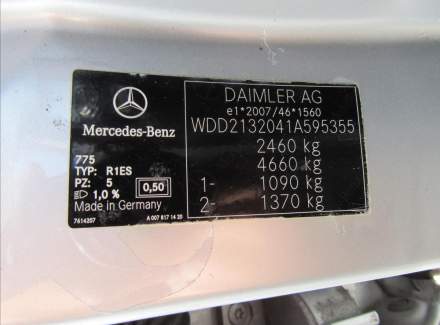 Mercedes-Benz
775
TYP: R1ES
PZ: 5
1,0 % 0,50
Made in Germany
7614257 A 007 817 14 20
DAIMLER AG
e1*2007/46*1560
WDD2132041A595355
2460 kg
4660 kg
1- 1090 kg
2- 1370 kg